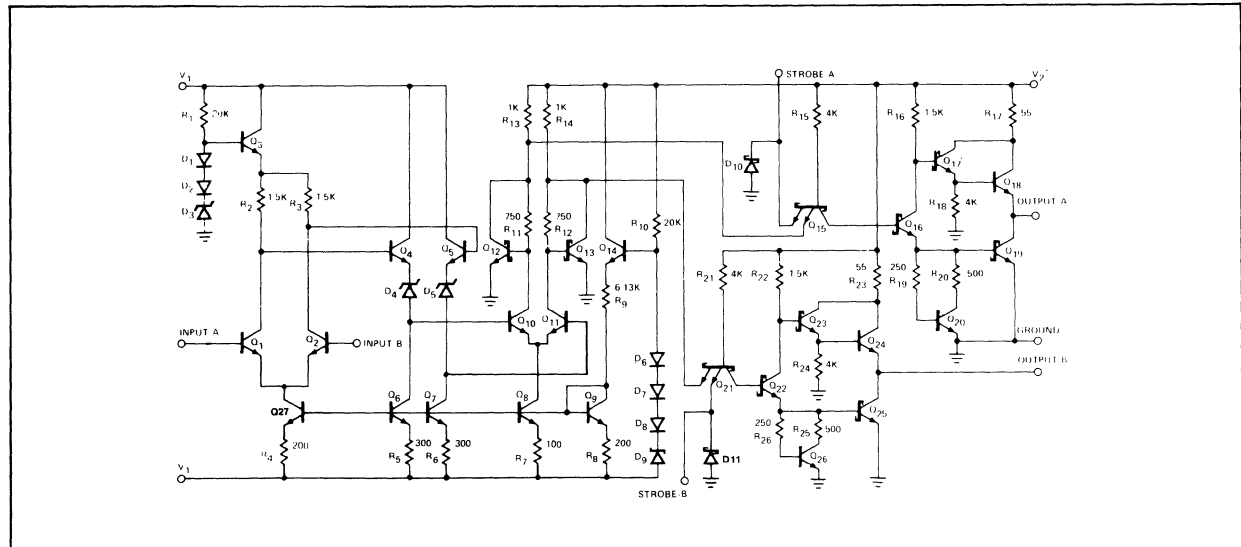 V1
STROBE A
V2
R1 20K
Q3
D1
D2
D3
R2 1.5K
R3 1.5K
Q4
Q5
D4
D5
1K R13
1K R14
Q12
750 R11
750 R12
Q13
Q14
R10 20K
6.13K R9
Q10
Q11
D10
R15 4K
Q15
R16 1.5K
Q16
R17 55
Q17
R18 4K
Q18
OUTPUT A
Q19
250 R19
R20 500
Q20
GROUND
OUTPUT B
R21 4K
R22 1.5K
55 R23
Q23
Q24
R24 4K
Q21
Q22
Q25
250 R26
R25 500
Q26
D11
STROBE-B
INPUT A
Q1
Q2
INPUT B
Q27
Q6
Q7
Q8
Q9
D6
D7
D8
D9
200 R4
300 R5
300 R6
100 R7
200 R8
V1